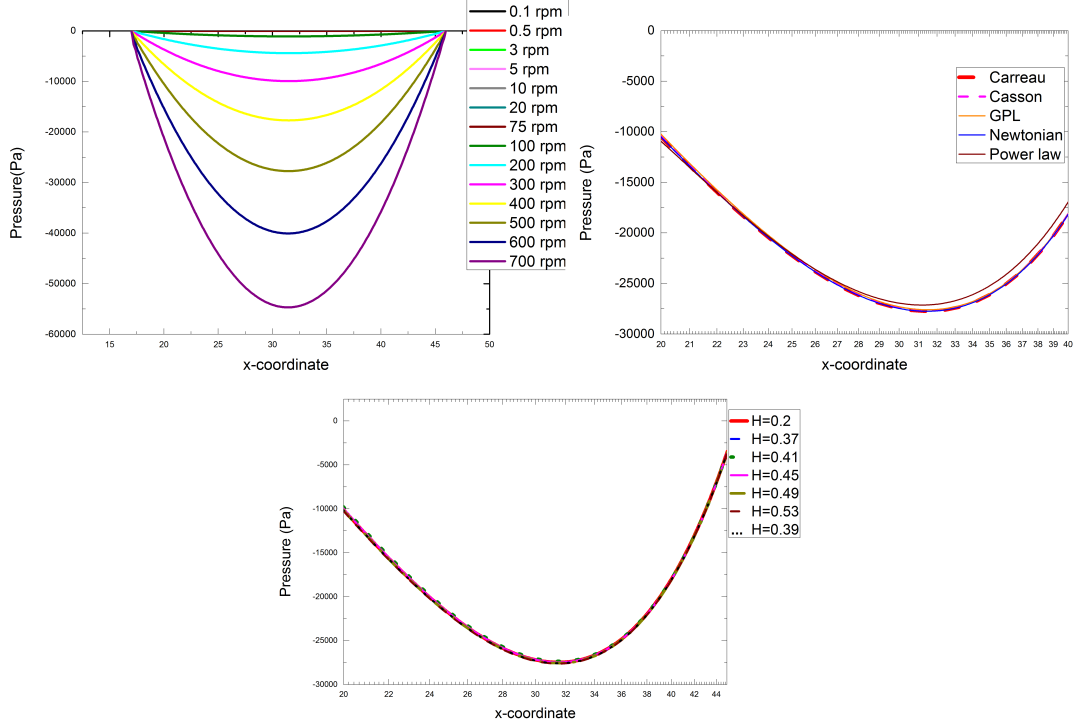 0.1 rpm
0.5 rpm
3 rpm
5 rpm
10 rpm
20 rpm
75 rpm
100 rpm
200 rpm
300 rpm
400 rpm
500 rpm
600 rpm
700 rpm
0
-10000
-20000
-30000
-40000
-50000
-60000
Pressure(Pa)
15 20 25 30 35 40 45 50
x-coordinate
0
-5000
-10000
-15000
-20000
-25000
-30000
Pressure (Pa)
Carreau
Casson
GPL
Newtonian
Power law
20 21 22 23 24 25 26 27 28 29 30 31 32 33 34 35 36 37 38 39 40
x-coordinate
0
-5000
-10000
-15000
-20000
-25000
-30000
Pressure (Pa)
H=0.2
H=0.37
H=0.41
H=0.45
H=0.49
H=0.53
H=0.39
20 22 24 26 28 30 32 34 36 38 40 42 44
x-coordinate